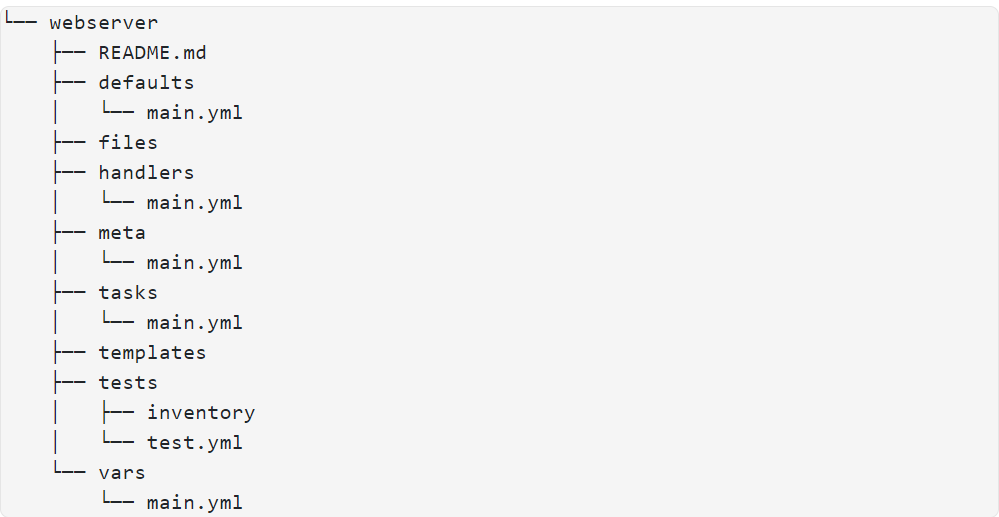 └── webserver
    ├── README.md
    ├── defaults
    │   └── main.yml
    ├── files
    ├── handlers
    │   └── main.yml
    ├── meta
    │   └── main.yml
    ├── tasks
    │   └── main.yml
    ├── templates
    ├── tests
    │   ├── inventory
    │   └── test.yml
    └── vars
        └── main.yml